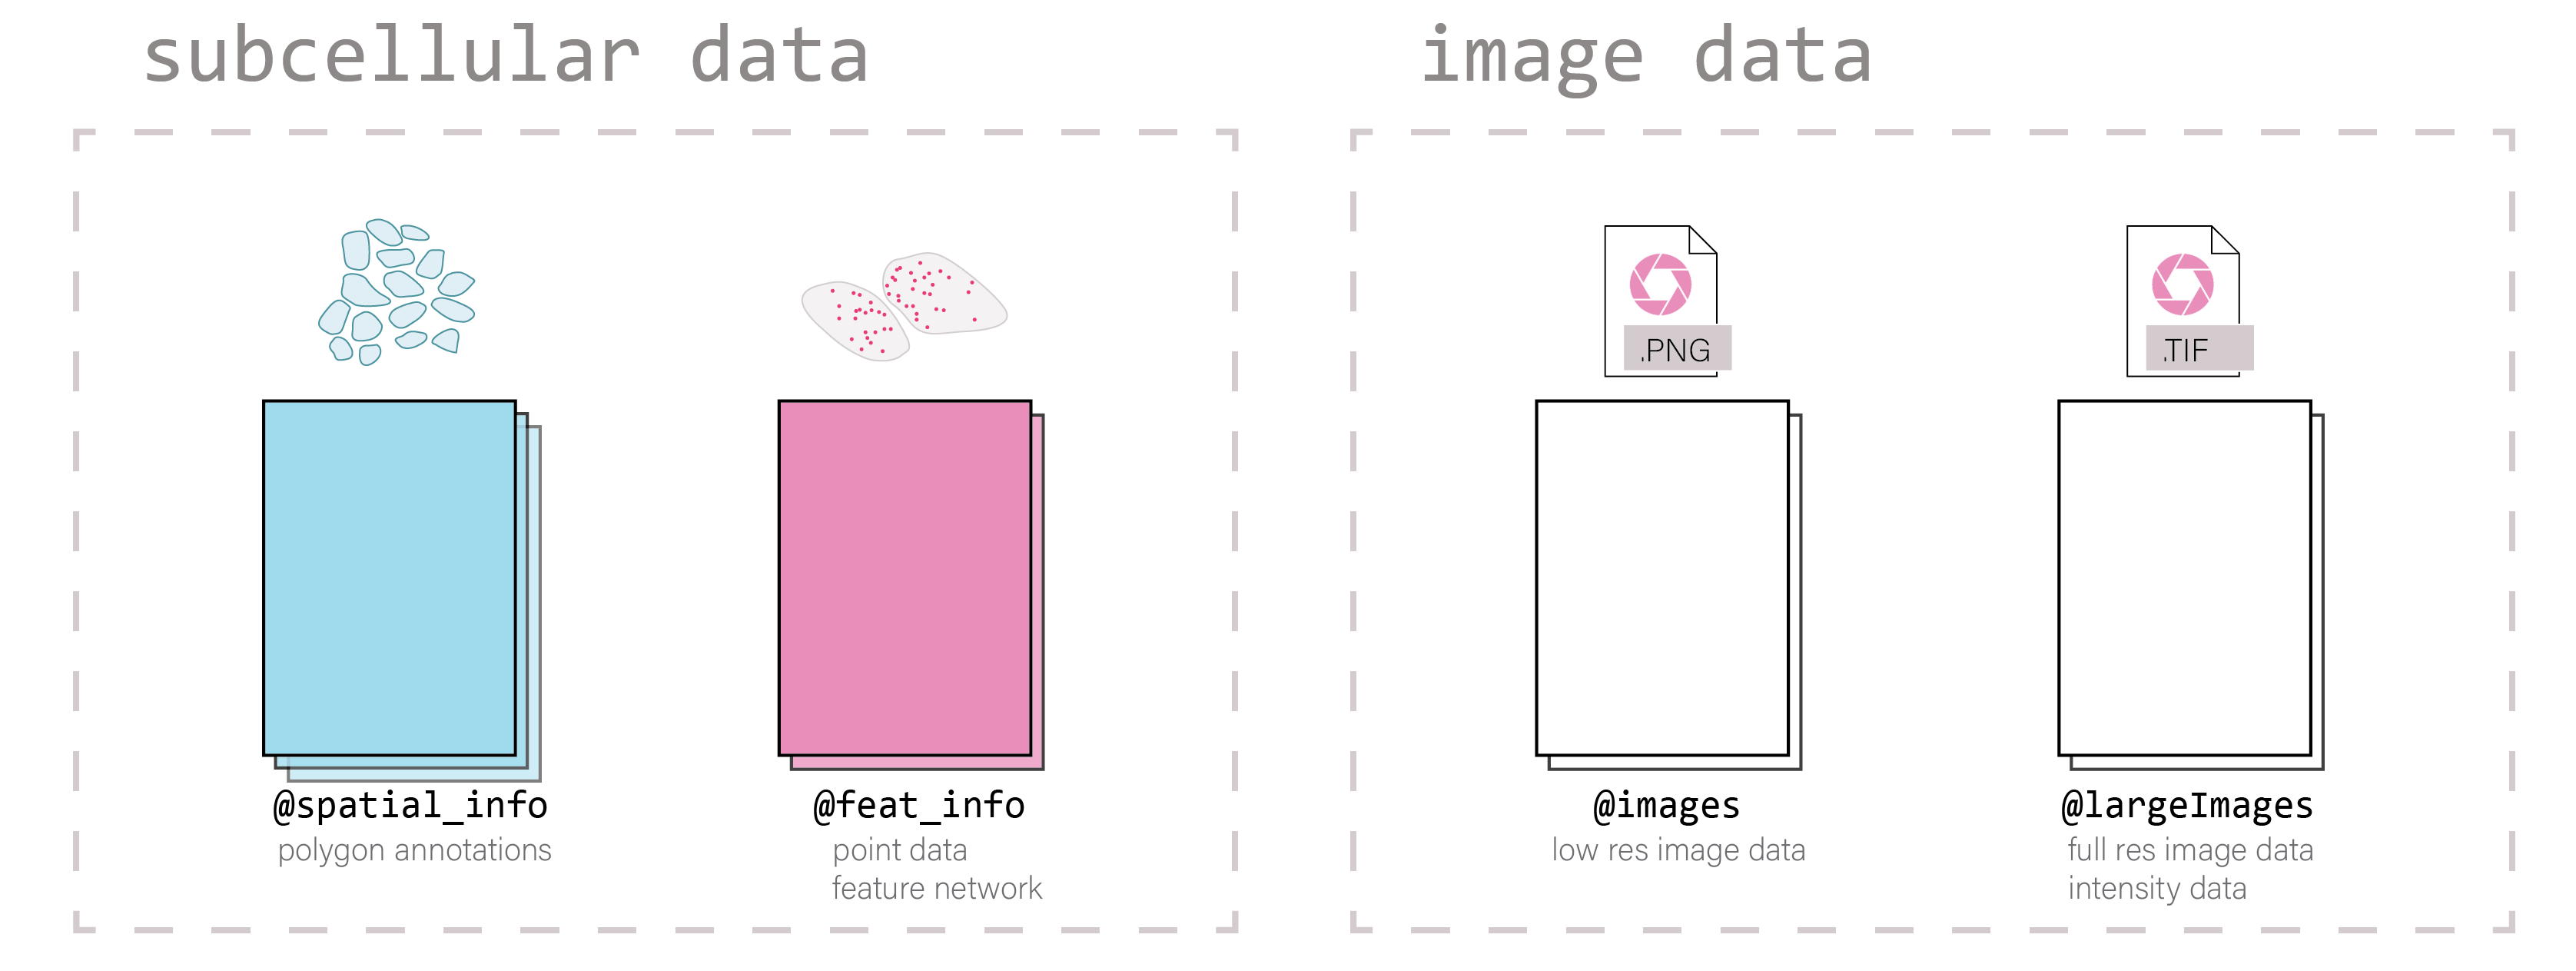 subcellular data
@spatial_info
polygon annotations
@feat_info
point data
feature network
image data
.PNG
@images
low res image data
.TIF
@largeImages
full res image data
intensity data